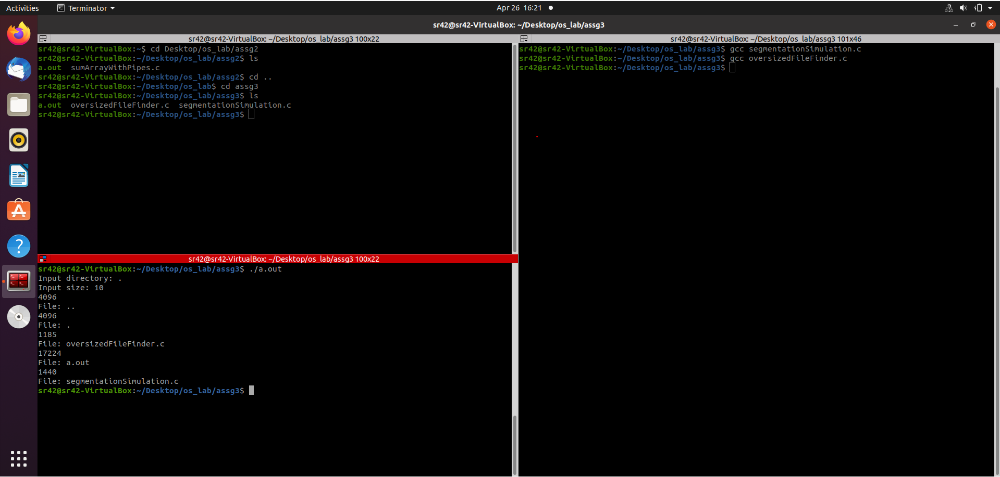 Activities
Terminator
Apr 26 16:21
sr42@sr42-VirtualBox: ~/Desktop/os_lab/assg3
sr42@sr42-VirtualBox: ~/Desktop/os_lab/assg3 100x22
sr42@sr42-VirtualBox:~$ cd Desktop/os_lab/assg2
sr42@sr42-VirtualBox:~/Desktop/os_lab/assg2$ ls
a.out  sumArrayWithPipes.c
sr42@sr42-VirtualBox:~/Desktop/os_lab/assg2$ cd ..
sr42@sr42-VirtualBox:~/Desktop/os_lab$ cd assg3
sr42@sr42-VirtualBox:~/Desktop/os_lab/assg3$ ls
a.out  oversizedFileFinder.c  segmentationSimulation.c
sr42@sr42-VirtualBox:~/Desktop/os_lab/assg3$
sr42@sr42-VirtualBox: ~/Desktop/os_lab/assg3 100x22
sr42@sr42-VirtualBox:~/Desktop/os_lab/assg3$ ./a.out
Input directory: .
Input size: 10
4096
File: ..
4096
File: .
1185
File: oversizedFileFinder.c
17224
File: a.out
1440
File: segmentationSimulation.c
sr42@sr42-VirtualBox:~/Desktop/os_lab/assg3$
sr42@sr42-VirtualBox: ~/Desktop/os_lab/assg3 101x46
sr42@sr42-VirtualBox:~/Desktop/os_lab/assg3$ gcc segmentationSimulation.c
sr42@sr42-VirtualBox:~/Desktop/os_lab/assg3$ gcc oversizedFileFinder.c
sr42@sr42-VirtualBox:~/Desktop/os_lab/assg3$